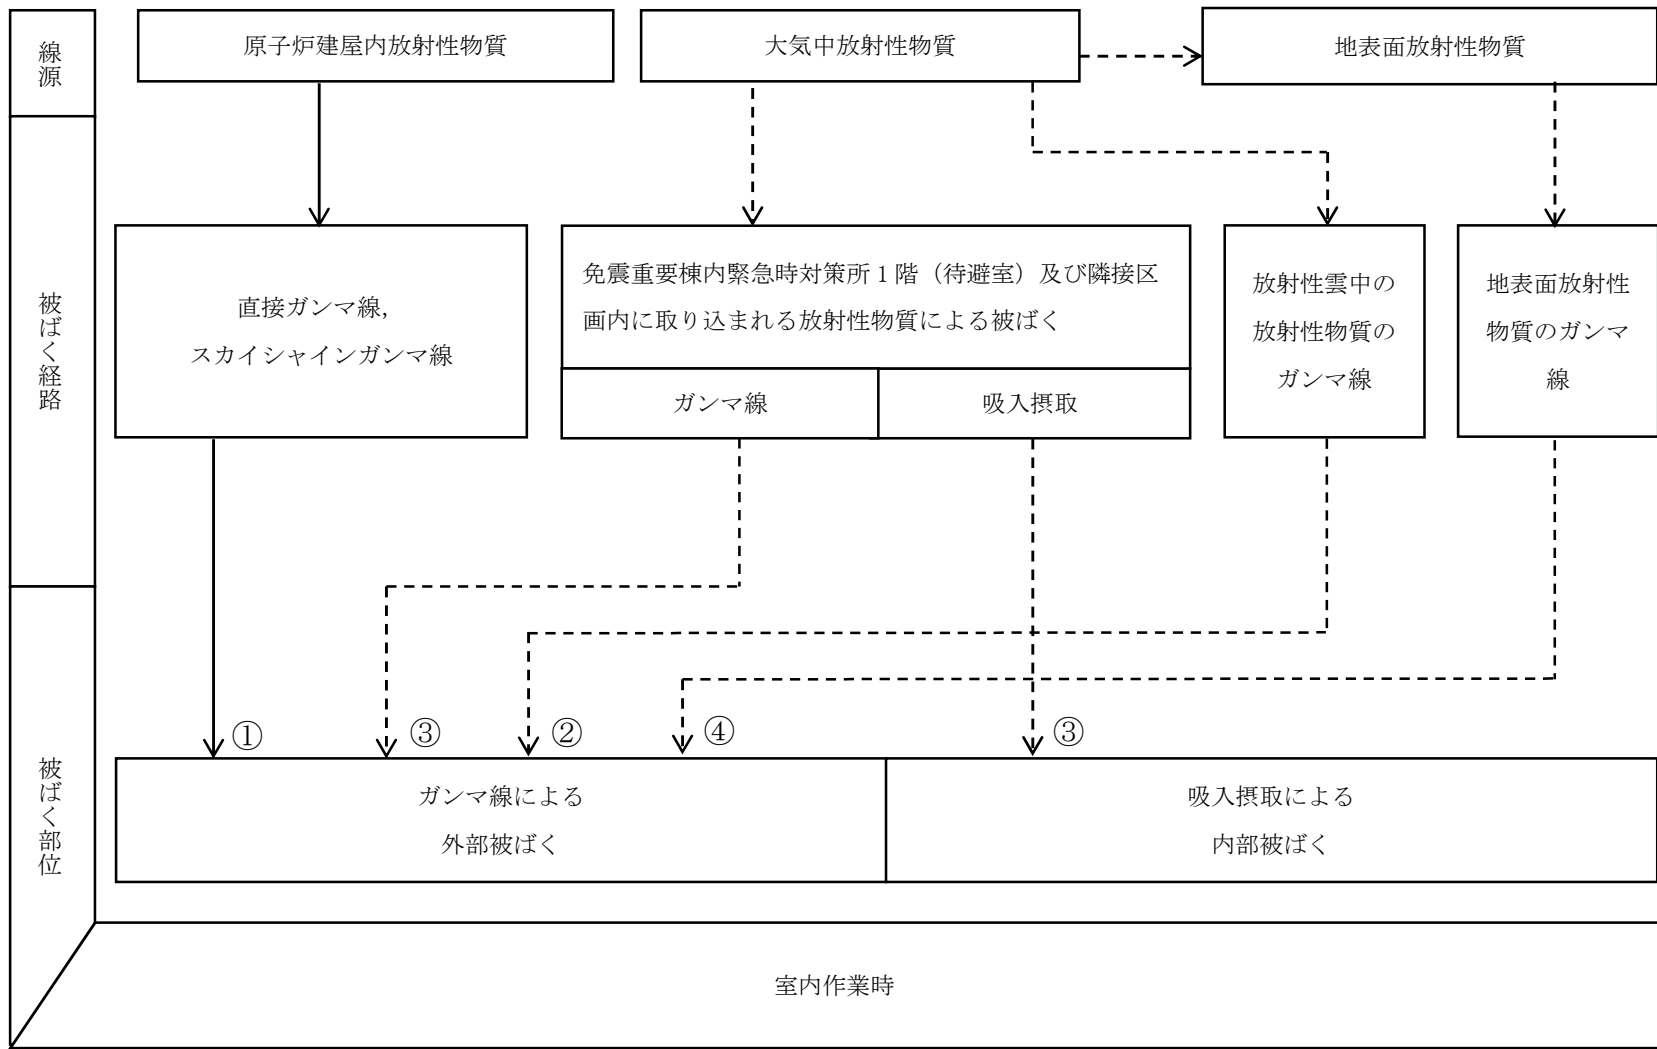 線源
原子炉建屋内放射性物質
大気中放射性物質
地表面放射性物質
被ばく経路
直接ガンマ線，
スカイシャインガンマ線
免震重要棟内緊急時対策所１階（待避室）及び隣接区
画内に取り込まれる放射性物質による被ばく
ガンマ線
吸入摂取
放射性雲中の
放射性物質の
ガンマ線
地表面放射性
物質のガンマ
線
被ばく部位
①
③
②
④
③
ガンマ線による
外部被ばく
吸入摂取による
内部被ばく
室内作業時